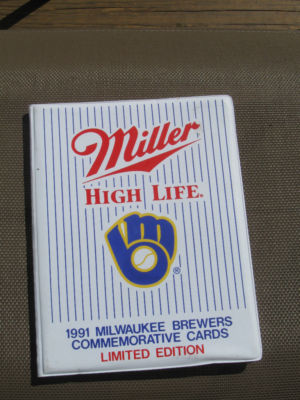 Miller
HIGH LIFE.
®
1991 MILWAUKEE BREWERS
COMMEMORATIVE CARDS
LIMITED EDITION